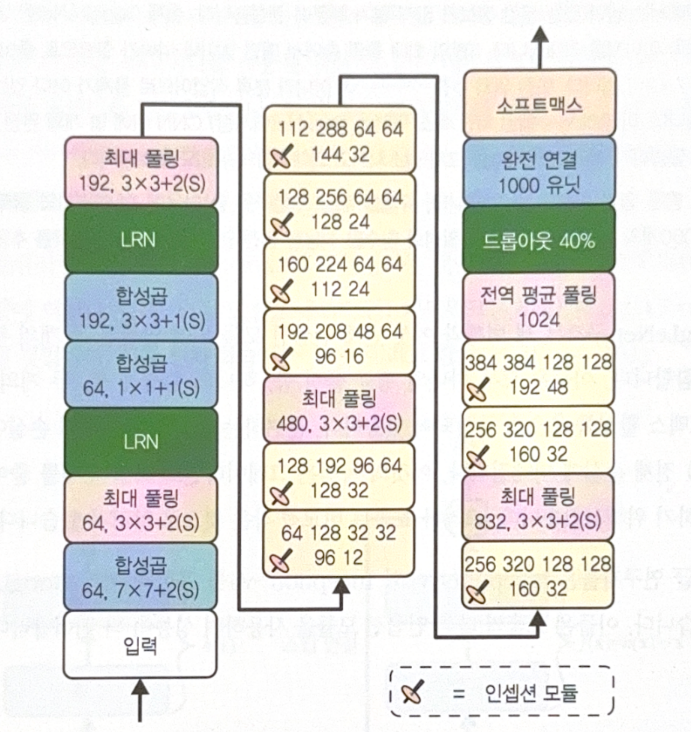 최대 풀링
192, 3×3+2(S)
LRN
합성곱
192, 3×3+1(S)
합성곱
64, 1×1+1(S)
LRN
최대 풀링
64, 3×3+2(S)
합성곱
64, 7×7+2(S)
입력
112 288 64 64
144 32
128 256 64 64
128 24
160 224 64 64
112 24
192 208 48 64
96 16
최대 풀링
480, 3×3+2(S)
128 192 96 64
128 32
64 128 32 32
96 12
소프트맥스
완전 연결
1000 유닛
드롭아웃 40%
전역 평균 풀링
1024
384 384 128 128
192 48
256 320 128 128
160 32
최대 풀링
832, 3×3+2(S)
256 320 128 128
160 32
= 인셉션 모듈